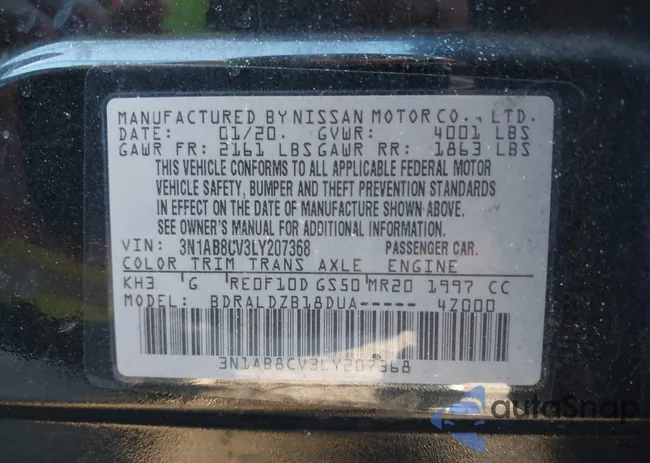 MANUFACTURED BY NISSAN MOTOR CO., LTD.
DATE: 01/20. GVWR: 4001 LBS
GAWR FR: 2161 LBS GAWR RR: 1863 LBS
THIS VEHICLE CONFORMS TO ALL APPLICABLE FEDERAL MOTOR
VEHICLE SAFETY, BUMPER AND THEFT PREVENTION STANDARDS
IN EFFECT ON THE DATE OF MANUFACTURE SHOWN ABOVE.
SEE OWNER'S MANUAL FOR ADDITIONAL INFORMATION.
VIN: 3N1AB8CV3LY207368 PASSENGER CAR.
COLOR TRIM TRANS AXLE ENGINE
KH3 G RE0F10D GS50 MR20 1997 CC
MODEL: BDRALDZB18DUA----- 4Z000
3N1AB8CV3LY207368
autoSnap